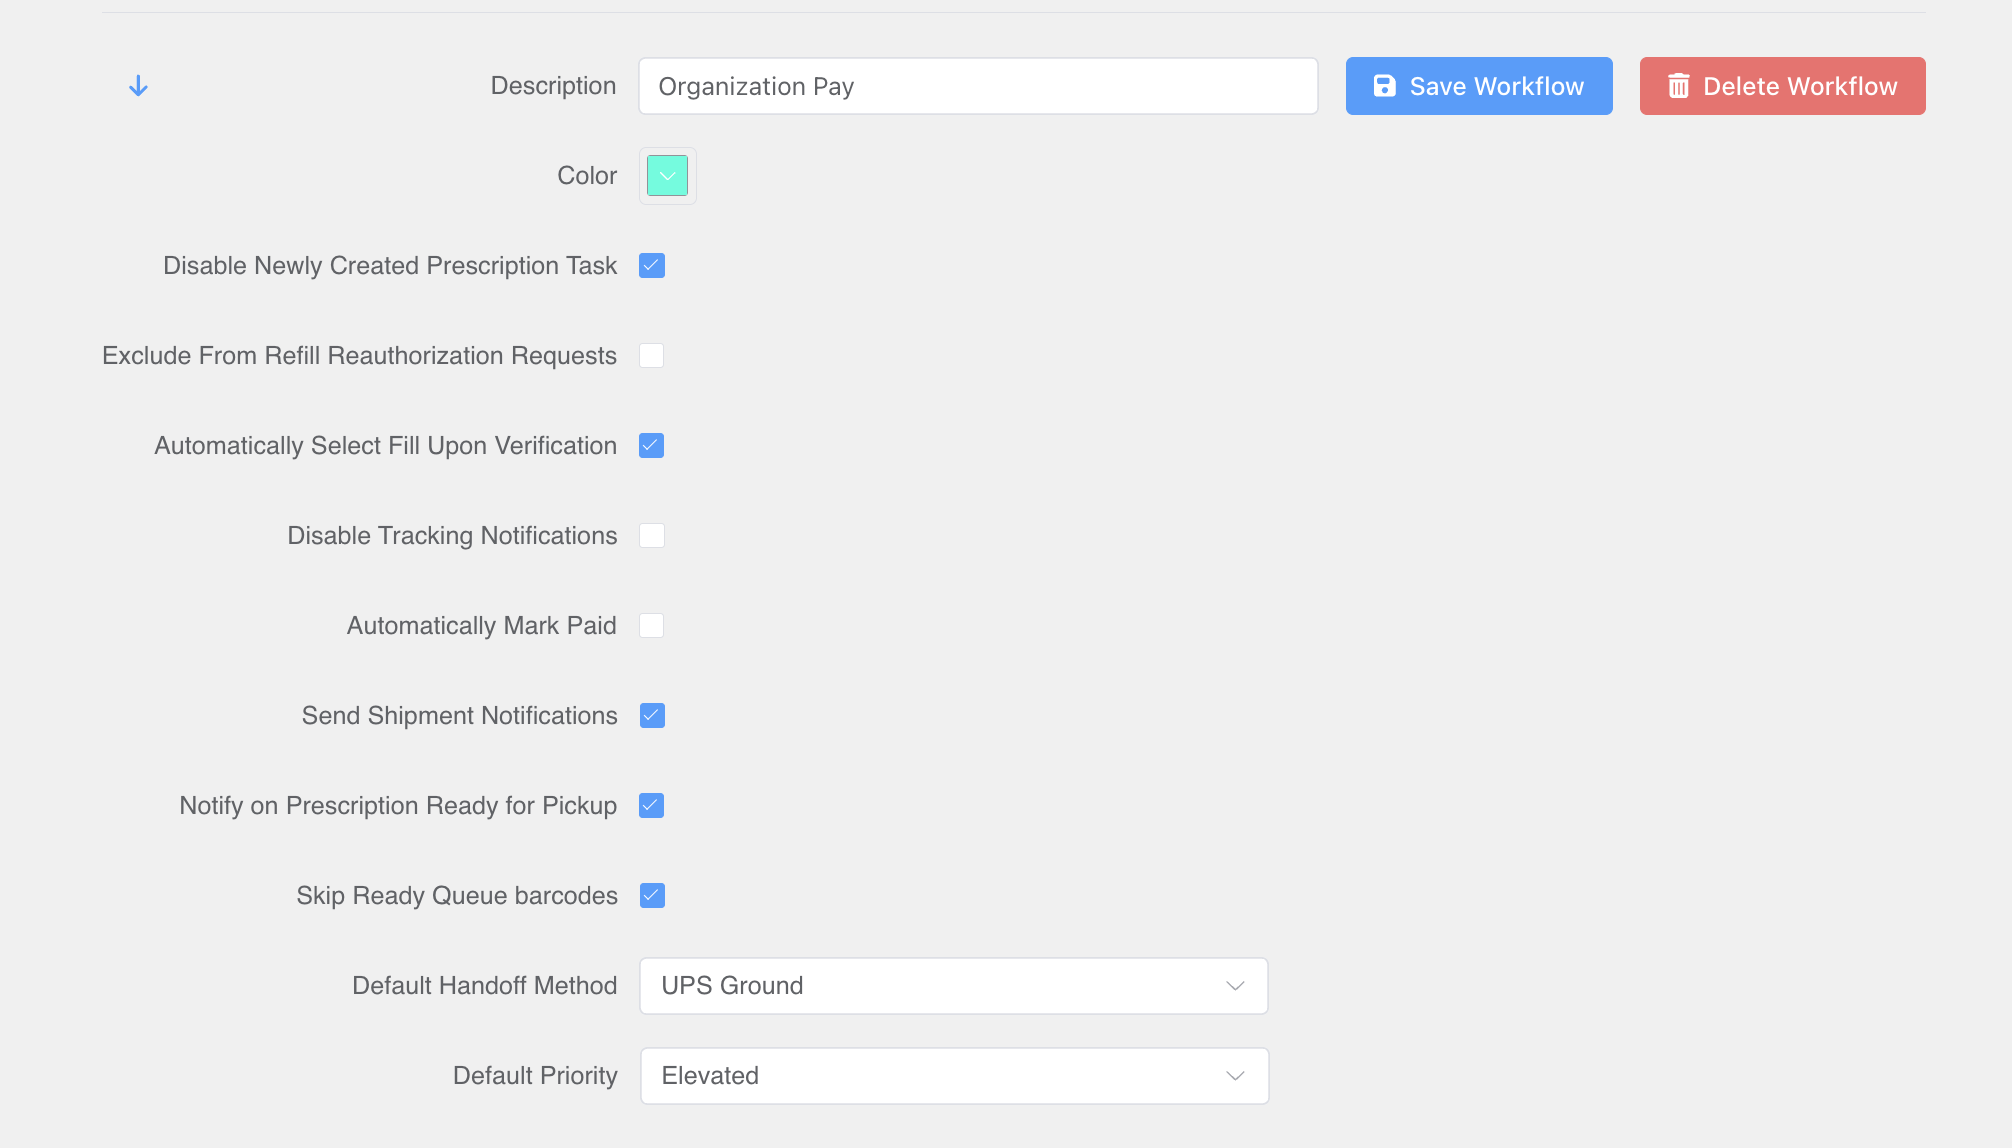 Description Organization Pay Save Workflow Delete Workflow
Color
Disable Newly Created Prescription Task
Exclude From Refill Reauthorization Requests
Automatically Select Fill Upon Verification
Disable Tracking Notifications
Automatically Mark Paid
Send Shipment Notifications
Notify on Prescription Ready for Pickup
Skip Ready Queue barcodes
Default Handoff Method UPS Ground
Default Priority Elevated